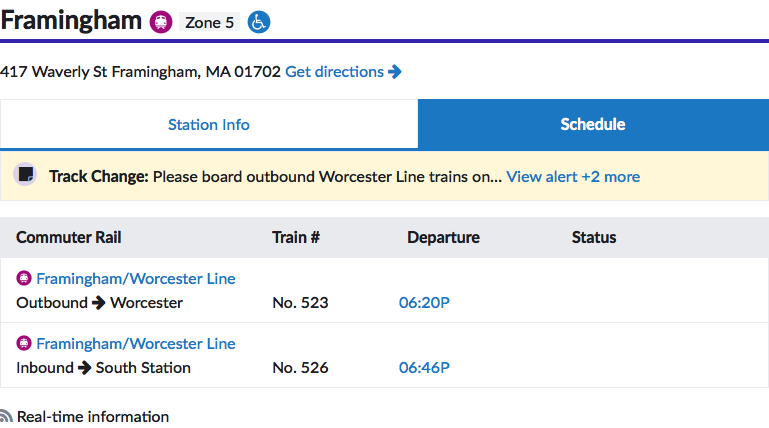 Framingham Zone 5
417 Waverly St Framingham, MA 01702 Get directions
Station Info Schedule
Track Change: Please board outbound Worcester Line trains on... View alert +2 more
Commuter Rail Train # Departure Status
Framingham/Worcester Line
Outbound → Worcester No. 523 06:20P
Framingham/Worcester Line
Inbound → South Station No. 526 06:46P
Real-time information